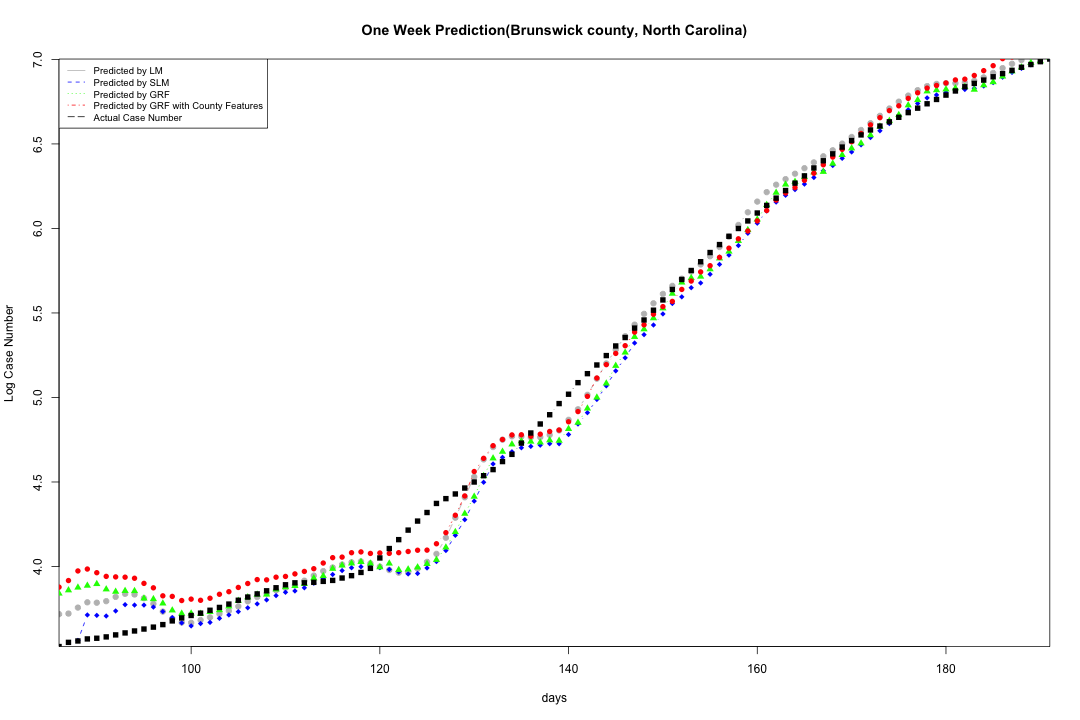 One Week Prediction(Brunswick county, North Carolina)
Predicted by LM
Predicted by SLM
Predicted by GRF
Predicted by GRF with County Features
Actual Case Number
7.0
6.5
6.0
5.5
5.0
4.5
4.0
Log Case Number
100
120
140
160
180
days